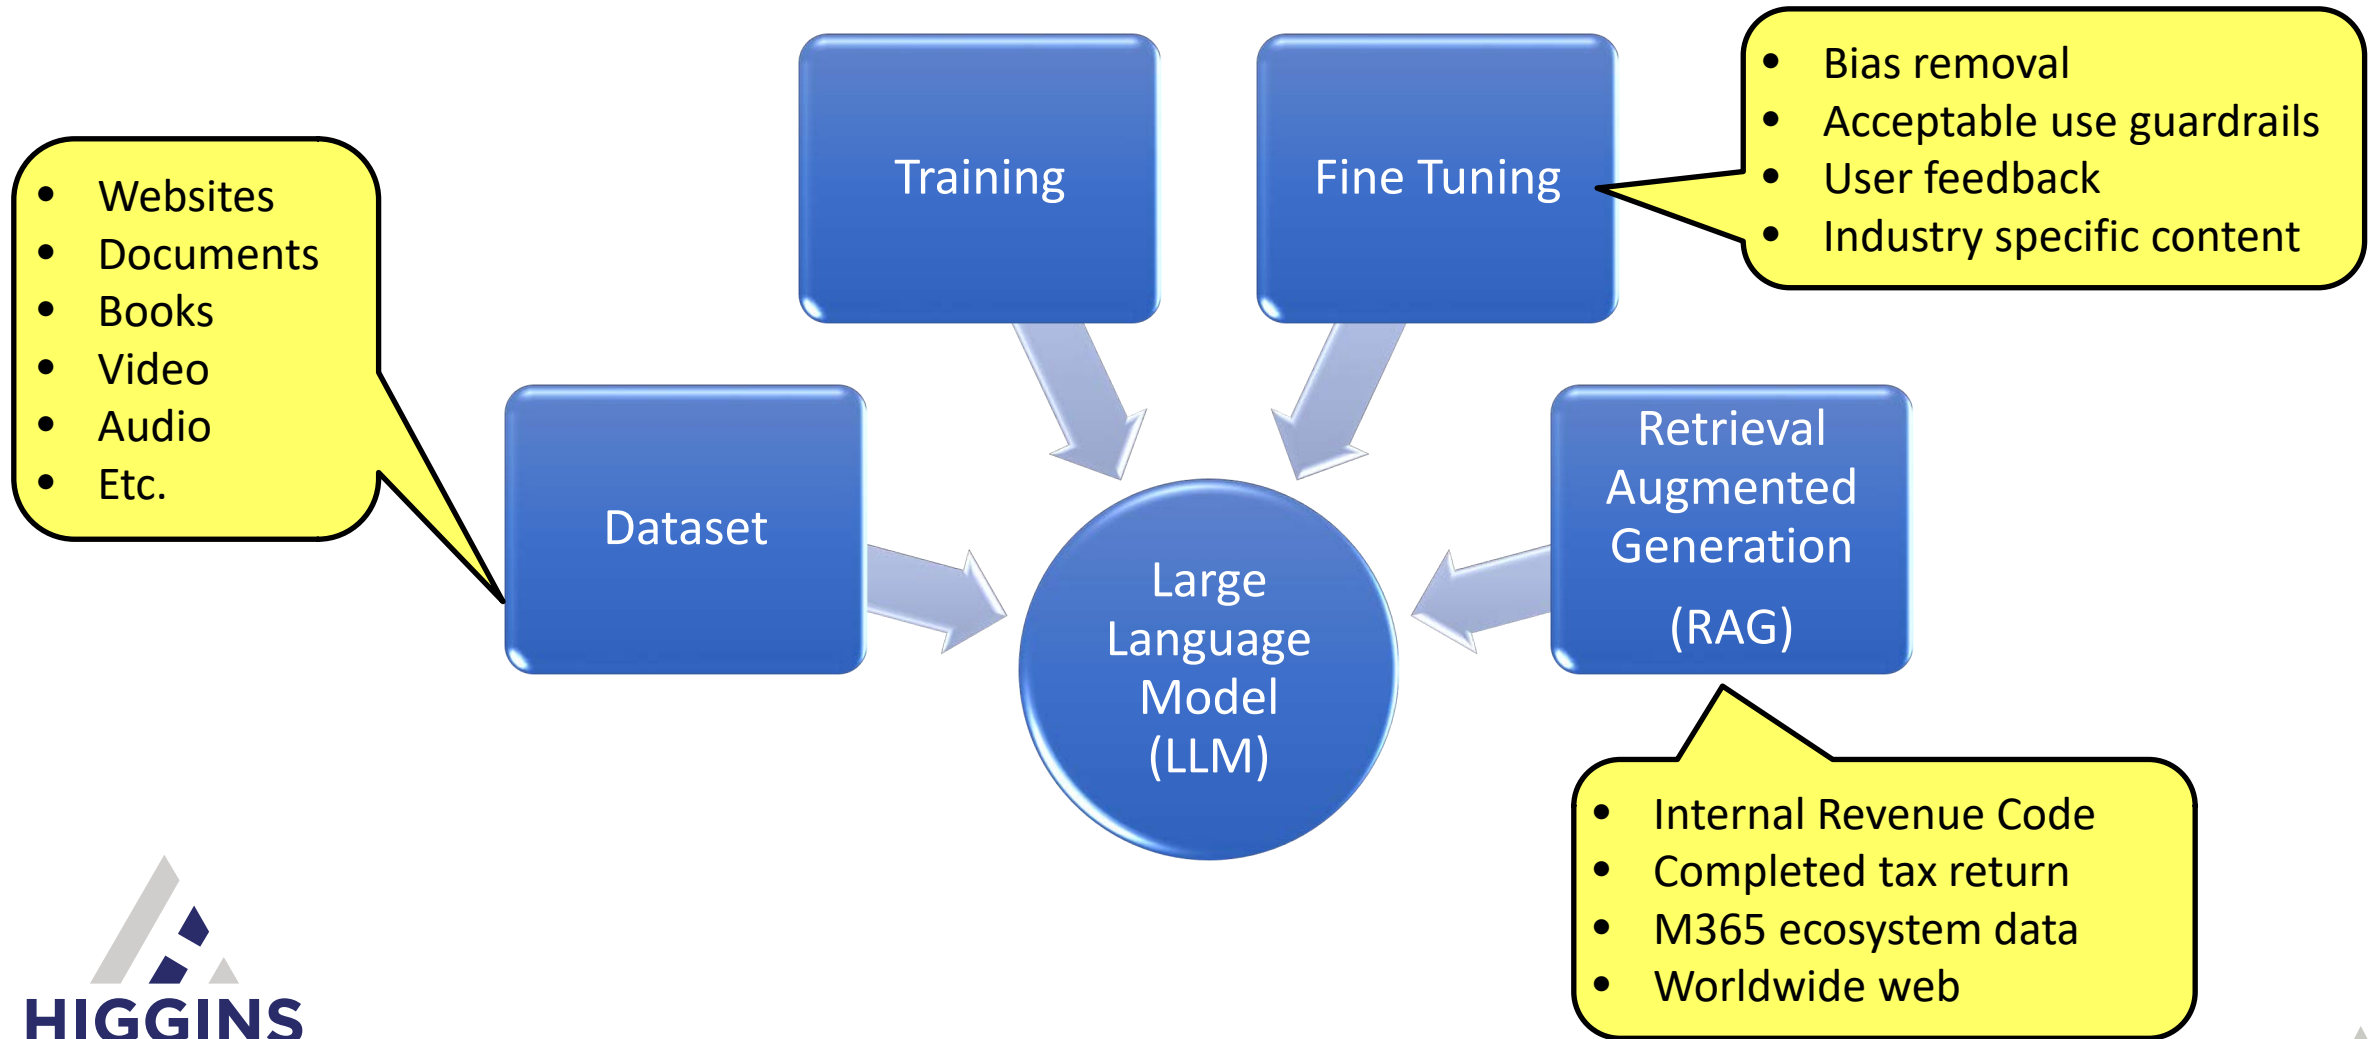 Training
Fine Tuning
• Bias removal
• Acceptable use guardrails
• User feedback
• Industry specific content
• Websites
• Documents
• Books
• Video
• Audio
• Etc.
Dataset
Large
Language
Model
(LLM)
Retrieval
Augmented
Generation
(RAG)
• Internal Revenue Code
• Completed tax return
• M365 ecosystem data
• Worldwide web
HIGGINS